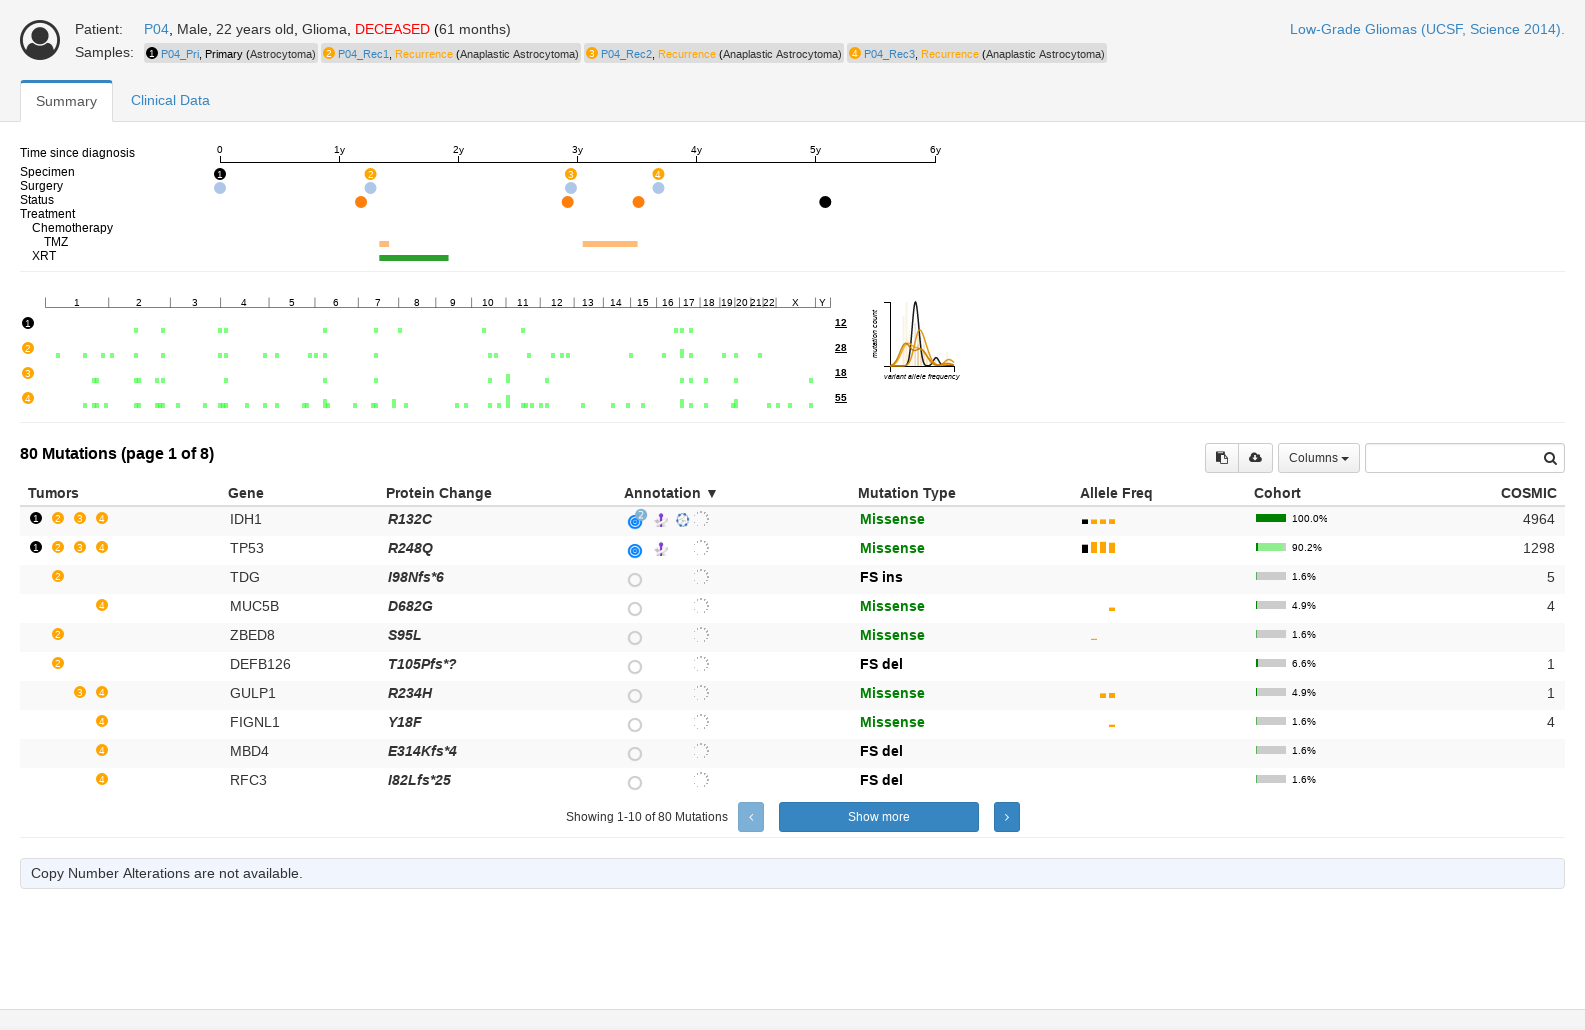 Patient: P04, Male, 22 years old, Glioma, DECEASED (61 months)
Low-Grade Gliomas (UCSF, Science 2014).
Samples: 1 P04_Pri, Primary (Astrocytoma) 2 P04_Rec1, Recurrence (Anaplastic Astrocytoma) 3 P04_Rec2, Recurrence (Anaplastic Astrocytoma) 4 P04_Rec3, Recurrence (Anaplastic Astrocytoma)
Summary Clinical Data
Time since diagnosis 0 1y 2y 3y 4y 5y 6y
Specimen 1 2 3 4
Surgery
Status
Treatment
Chemotherapy
TMZ
XRT
1 2 3 4 5 6 7 8 9 10 11 12 13 14 15 16 17 18 19 20 21 22 X Y
1 12
2 28
3 18
4 55
mutation count
variant allele frequency
80 Mutations (page 1 of 8)
Columns
Tumors Gene Protein Change Annotation ▼ Mutation Type Allele Freq Cohort COSMIC
1 2 3 4 IDH1 R132C 2 Missense 100.0% 4964
1 2 3 4 TP53 R248Q Missense 90.2% 1298
2 TDG I98Nfs*6 FS ins 1.6% 5
4 MUC5B D682G Missense 4.9% 4
2 ZBED8 S95L Missense 1.6%
2 DEFB126 T105Pfs*? FS del 6.6% 1
3 4 GULP1 R234H Missense 4.9% 1
4 FIGNL1 Y18F Missense 1.6% 4
4 MBD4 E314Kfs*4 FS del 1.6%
4 RFC3 I82Lfs*25 FS del 1.6%
Showing 1-10 of 80 Mutations ‹ Show more ›
Copy Number Alterations are not available.